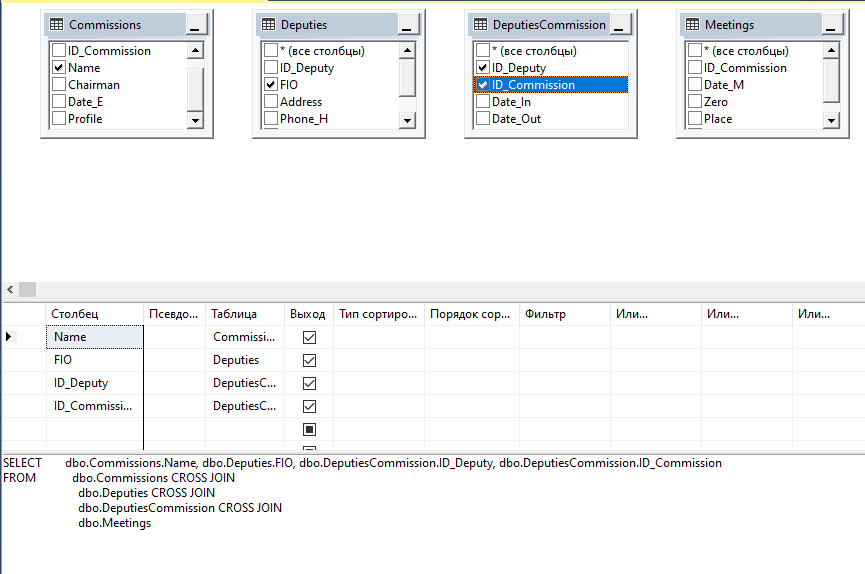 Commissions Deputies DeputiesCommission Meetings
ID_Commission * (все столбцы) * (все столбцы) * (все столбцы)
Name ID_Deputy ID_Deputy ID_Commission
Chairman FIO ID_Commission Date_M
Date_E Address Date_In Zero
Profile Phone_H Date_Out Place
Столбец Псевдо... Таблица Выход Тип сортиро... Порядок сор... Фильтр Или... Или... Или...
Name Commissi...
FIO Deputies
ID_Deputy DeputiesC...
ID_Commissi... DeputiesC...
SELECT dbo.Commissions.Name, dbo.Deputies.FIO, dbo.DeputiesCommission.ID_Deputy, dbo.DeputiesCommission.ID_Commission
FROM dbo.Commissions CROSS JOIN
dbo.Deputies CROSS JOIN
dbo.DeputiesCommission CROSS JOIN
dbo.Meetings